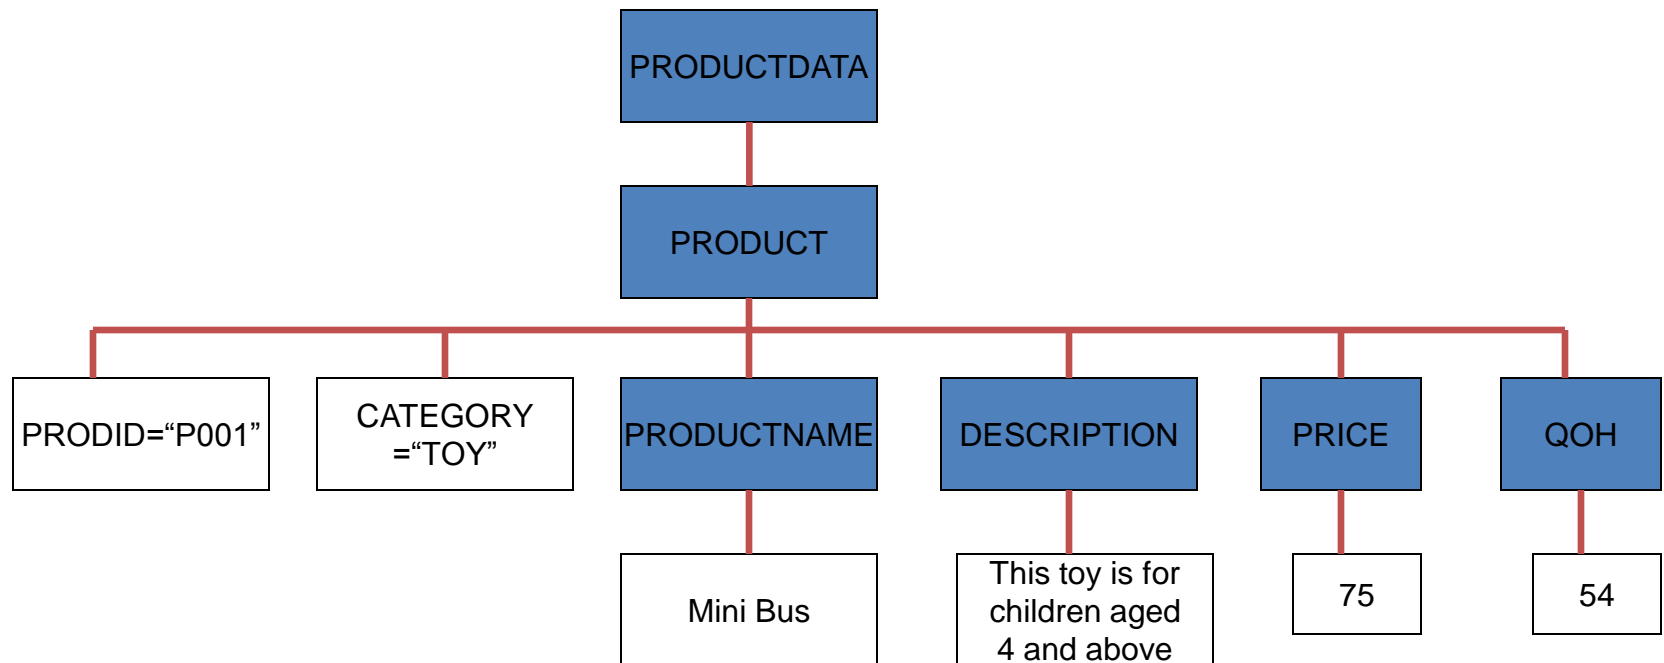 PRODUCTDATA
PRODUCT
PRODID=“P001”
CATEGORY
=“TOY”
PRODUCTNAME
DESCRIPTION
PRICE
QOH
Mini Bus
This toy is for
children aged
4 and above
75
54